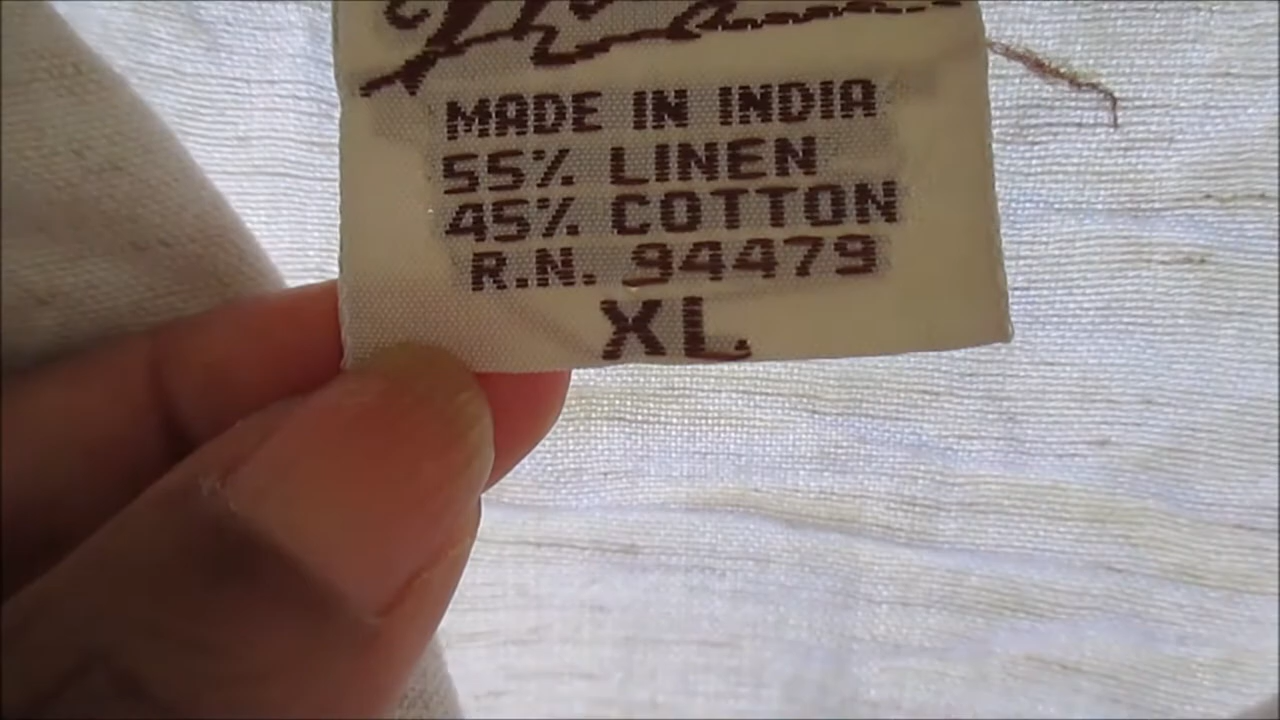 MADE IN INDIA
55% LINEN
45% COTTON
R.N. 94479
XL